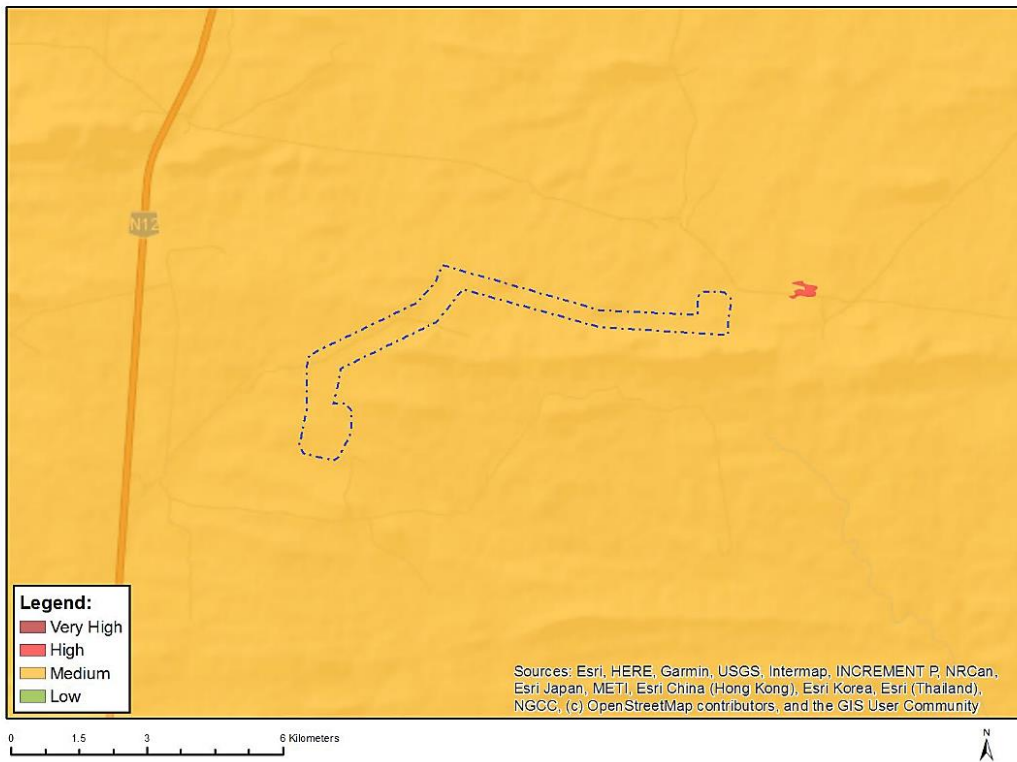 N12
Legend:
Very High
High
Medium
Low
Sources: Esri, HERE, Garmin, USGS, Intermap, INCREMENT P, NRCan,
Esri Japan, METI, Esri China (Hong Kong), Esri Korea, Esri (Thailand),
NGCC, (c) OpenStreetMap contributors, and the GIS User Community
0 1.5 3 6 Kilometers
N